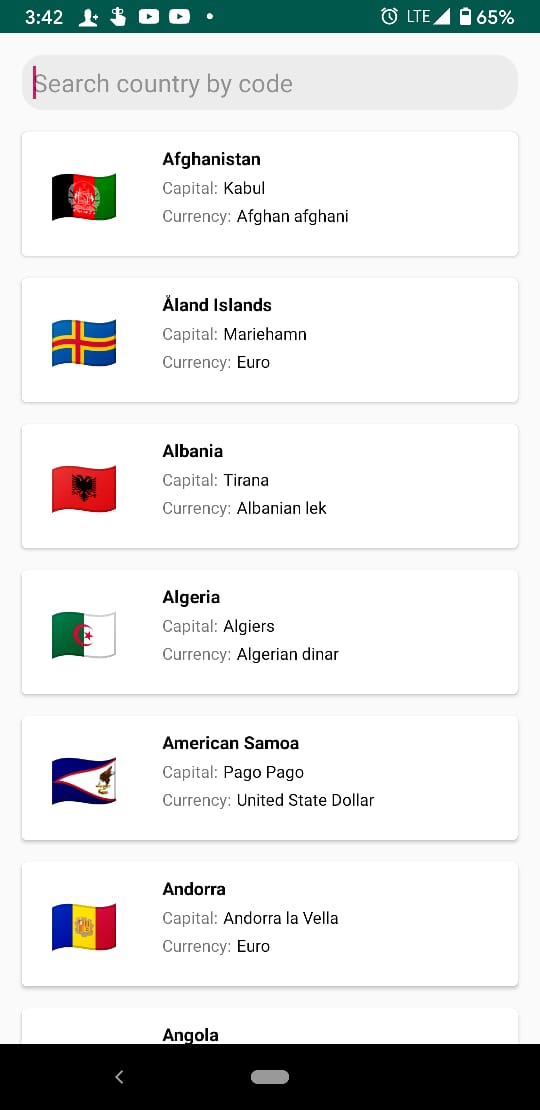 3:42 LTE 65%
Search country by code
Afghanistan
Capital: Kabul
Currency: Afghan afghani
Åland Islands
Capital: Mariehamn
Currency: Euro
Albania
Capital: Tirana
Currency: Albanian lek
Algeria
Capital: Algiers
Currency: Algerian dinar
American Samoa
Capital: Pago Pago
Currency: United State Dollar
Andorra
Capital: Andorra la Vella
Currency: Euro
Angola